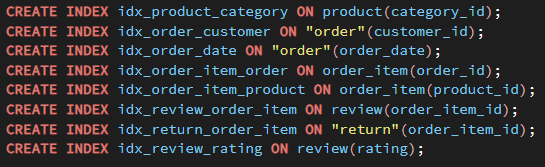 CREATE INDEX idx_product_category ON product(category_id);
CREATE INDEX idx_order_customer ON "order"(customer_id);
CREATE INDEX idx_order_date ON "order"(order_date);
CREATE INDEX idx_order_item_order ON order_item(order_id);
CREATE INDEX idx_order_item_product ON order_item(product_id);
CREATE INDEX idx_review_order_item ON review(order_item_id);
CREATE INDEX idx_return_order_item ON "return"(order_item_id);
CREATE INDEX idx_review_rating ON review(rating);